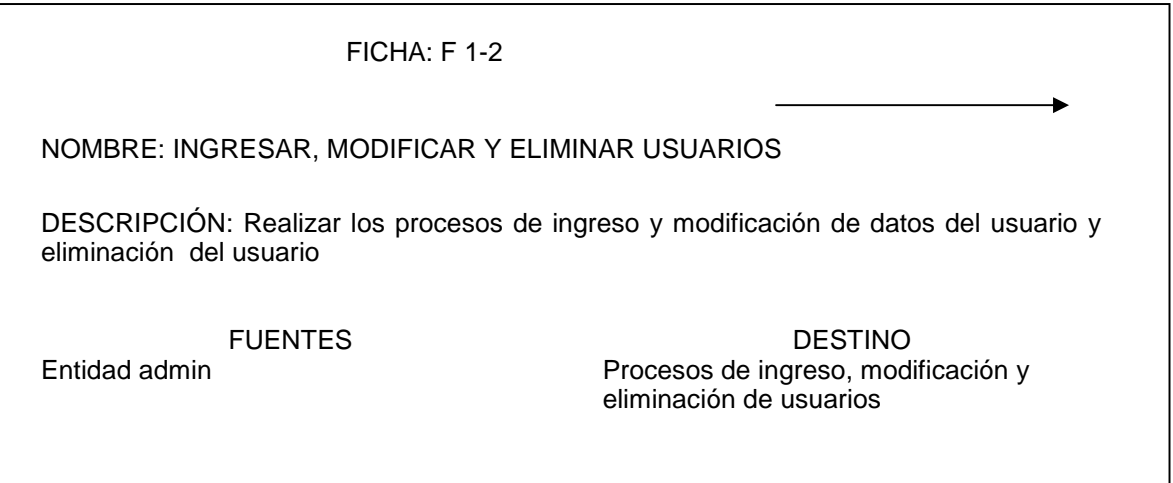 FICHA: F 1-2
NOMBRE: INGRESAR, MODIFICAR Y ELIMINAR USUARIOS
DESCRIPCIÓN: Realizar los procesos de ingreso y modificación de datos del usuario y
eliminación del usuario
FUENTES DESTINO
Entidad admin Procesos de ingreso, modificación y
eliminación de usuarios